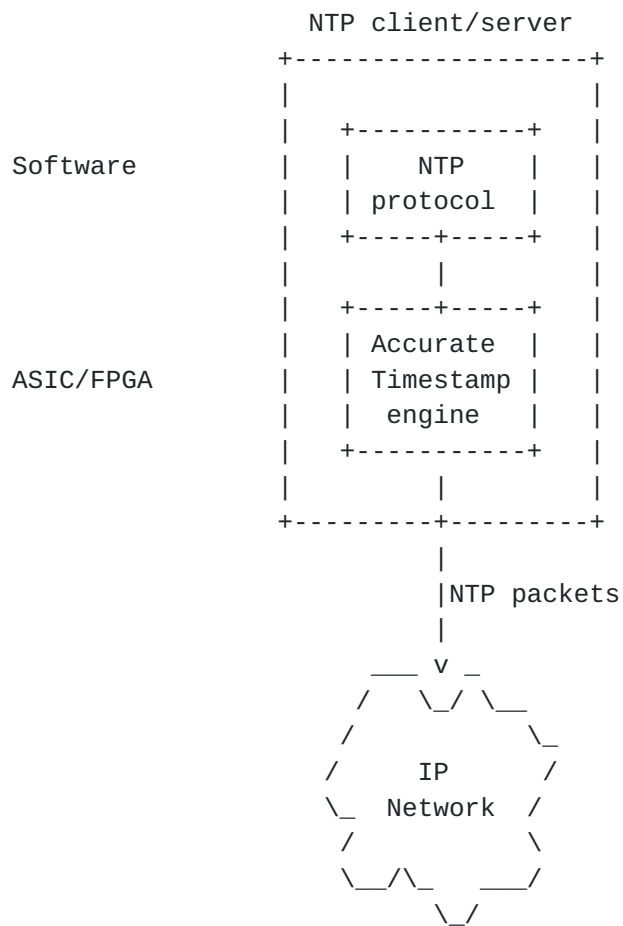 NTP client/server
Software NTP
protocol
Accurate
ASIC/FPGA Timestamp
engine
NTP packets
IP
Network